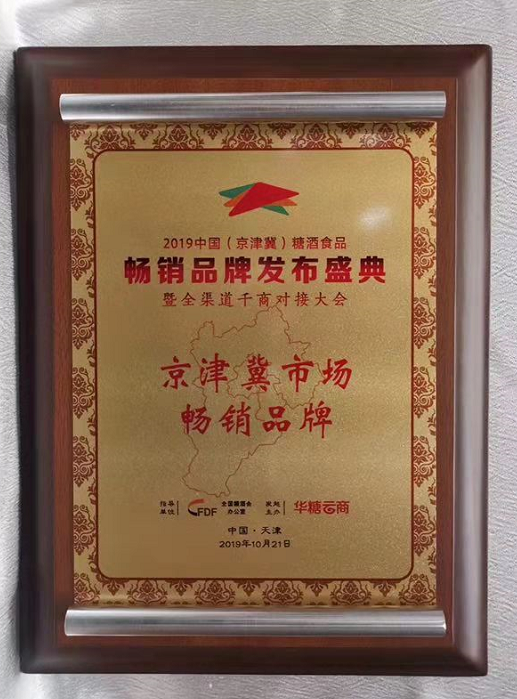 2019中国（京津冀）糖酒食品
畅销品牌发布盛典
暨全渠道千商对接大会
京津冀市场
畅销品牌
指导单位
CFDF
全国糖酒会办公室
主办
华糖云商
中国·天津
2019年10月21日